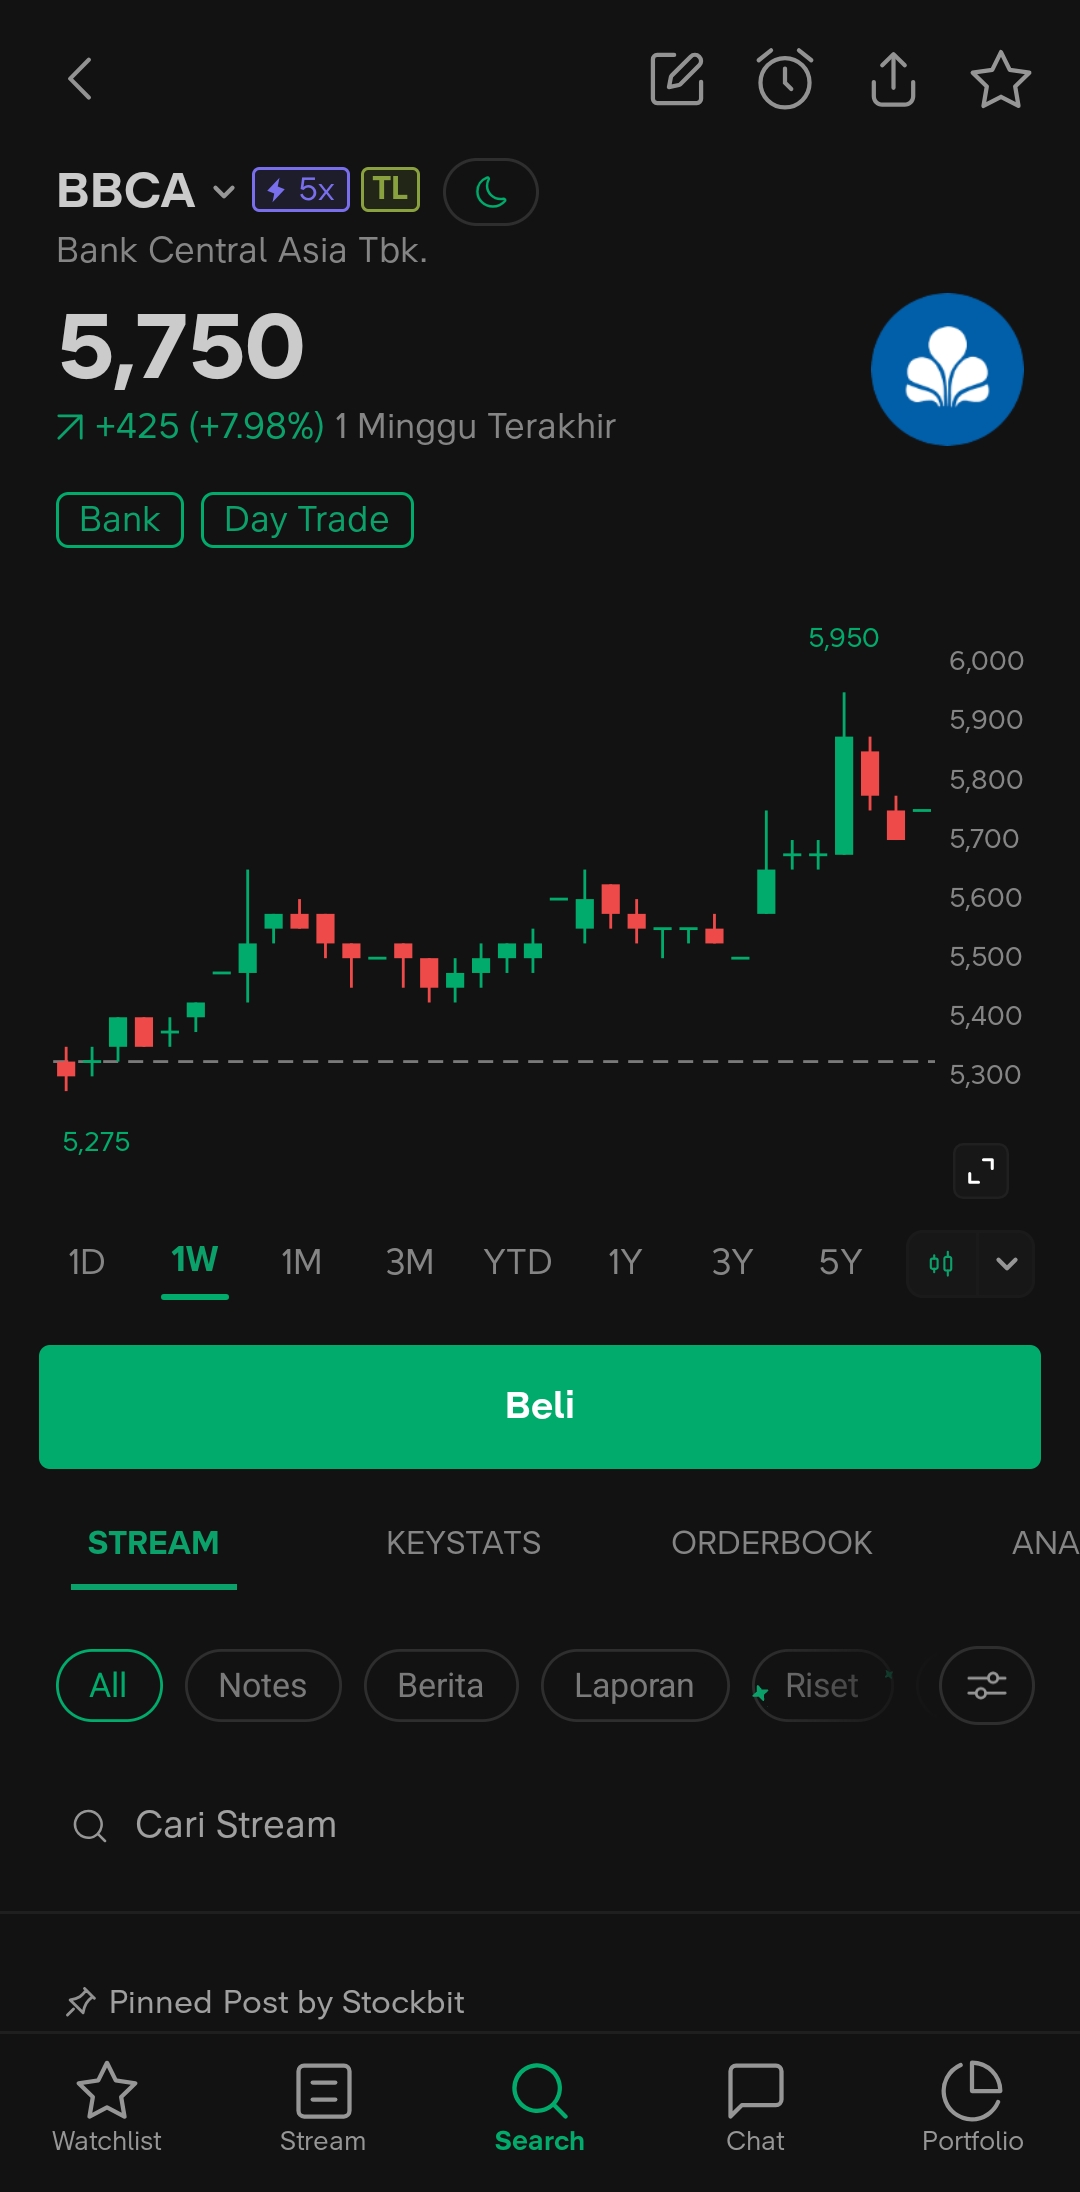 BBCA 5x TL
Bank Central Asia Tbk.
5,750
+425 (+7.98%) 1 Minggu Terakhir
Bank Day Trade
5,950
6,000
5,900
5,800
5,700
5,600
5,500
5,400
5,300
5,275
1D 1W 1M 3M YTD 1Y 3Y 5Y
Beli
STREAM KEYSTATS ORDERBOOK ANA
All Notes Berita Laporan Riset
Cari Stream
Pinned Post by Stockbit
Watchlist Stream Search Chat Portfolio